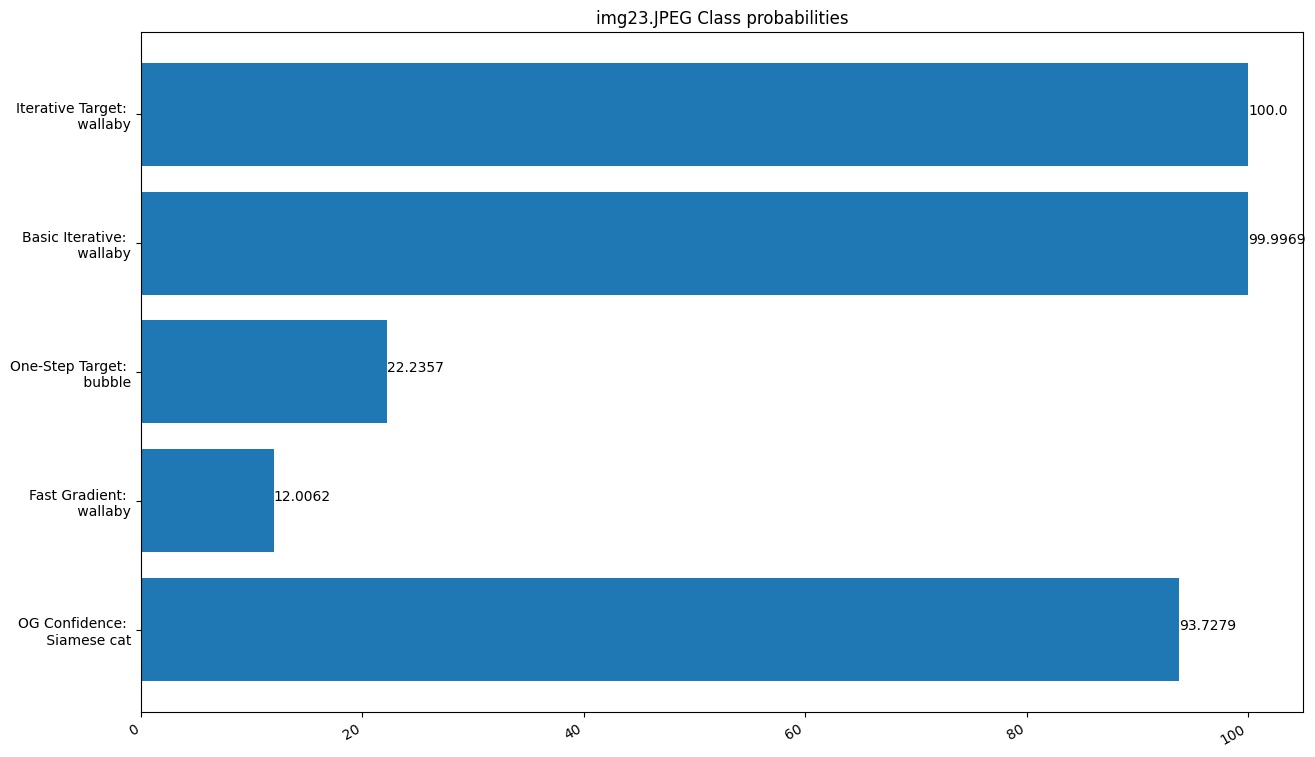 img23.JPEG Class probabilities
Iterative Target:
wallaby
100.0
Basic Iterative:
wallaby
99.9969
One-Step Target:
bubble
22.2357
Fast Gradient:
wallaby
12.0062
OG Confidence:
Siamese cat
93.7279
0
20
40
60
80
100